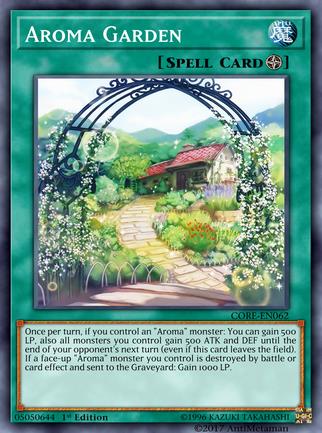 Aroma Garden
[Spell Card]
CORE-EN062
Once per turn, if you control an "Aroma" monster: You can gain 500
LP, also all monsters you control gain 500 ATK and DEF until the
end of your opponent's next turn (even if this card leaves the field).
If a face-up "Aroma" monster you control is destroyed by battle or
card effect and sent to the Graveyard: Gain 1000 LP.
05050644 1st Edition ©1996 KAZUKI TAKAHASHI
©2017 AntiMetaman